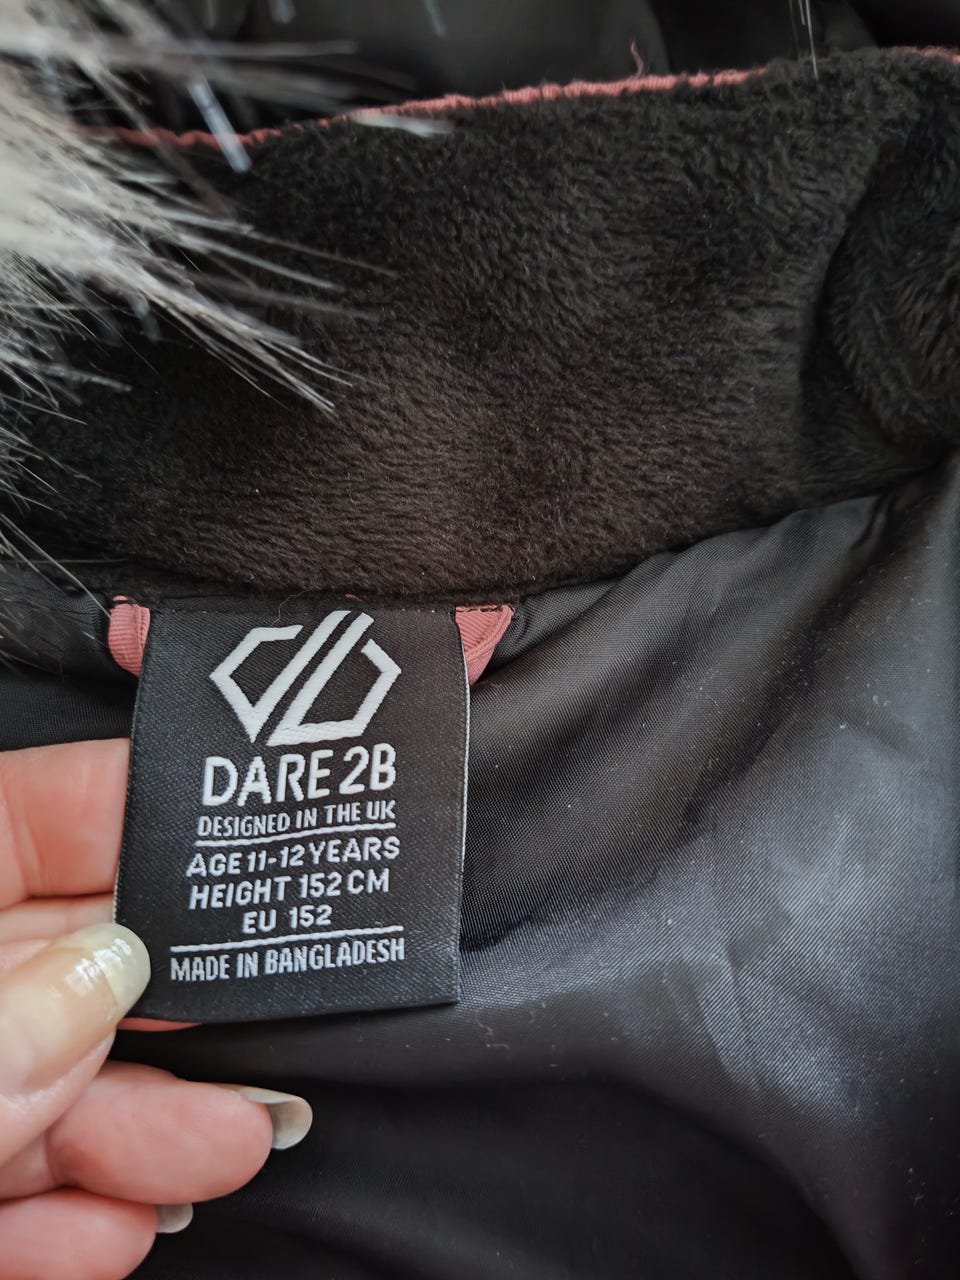 DARE 2B
DESIGNED IN THE UK
AGE 11-12 YEARS
HEIGHT 152 CM
EU 152
MADE IN BANGLADESH